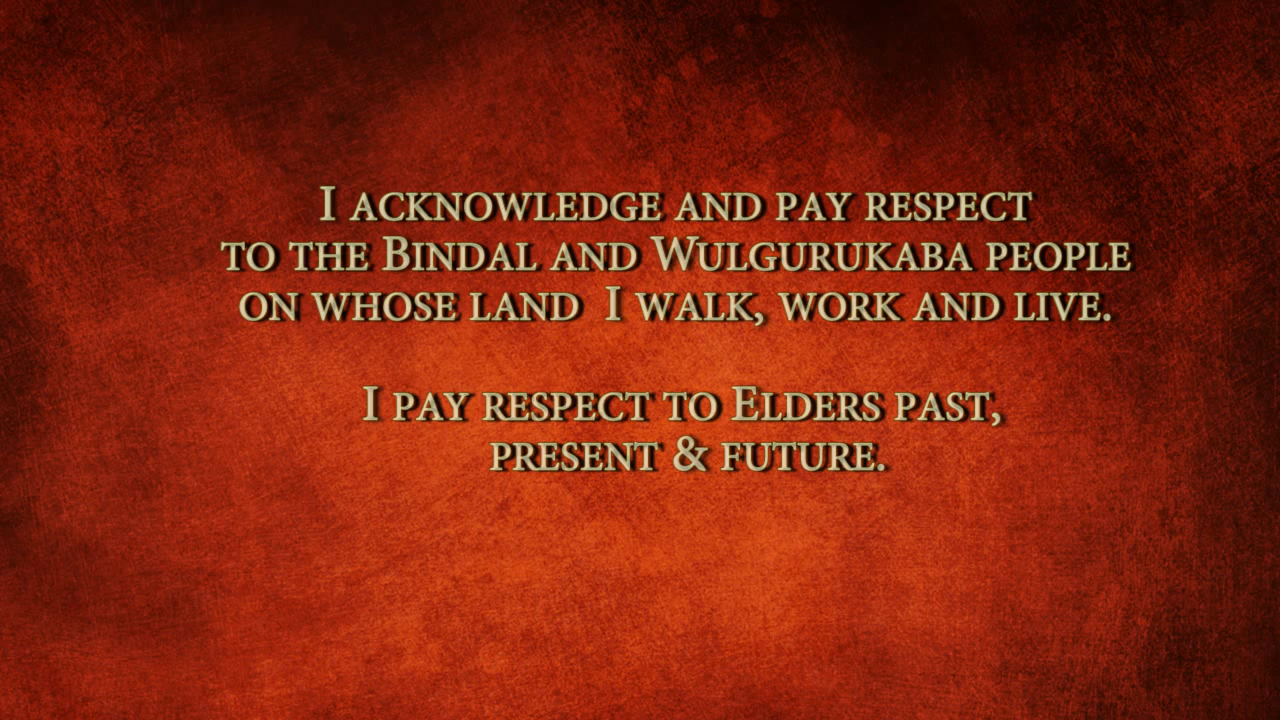 I acknowledge and pay respect
to the Bindal and Wulgurukaba people
on whose land I walk, work and live.
I pay respect to Elders past,
present & future.